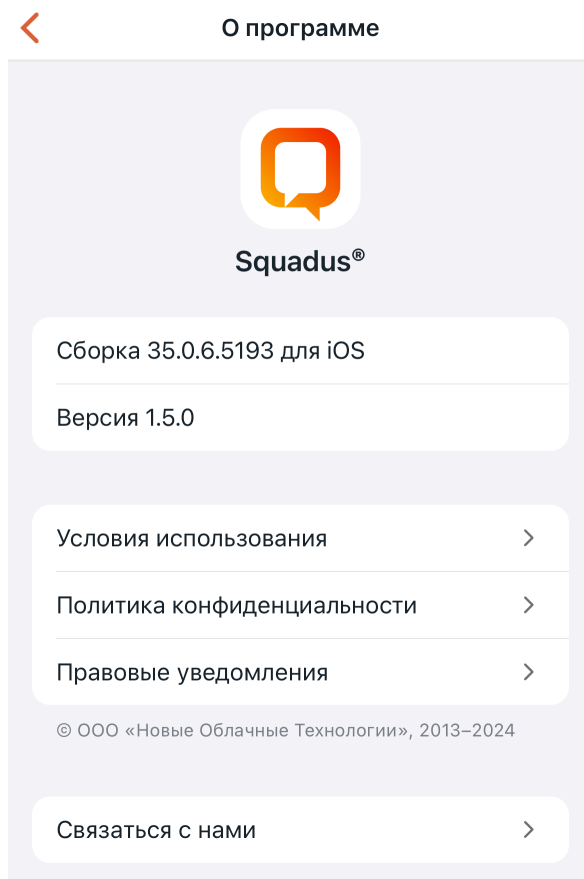 О программе
Squadus®
Сборка 35.0.6.5193 для iOS
Версия 1.5.0
Условия использования
Политика конфиденциальности
Правовые уведомления
© ООО «Новые Облачные Технологии», 2013–2024
Связаться с нами